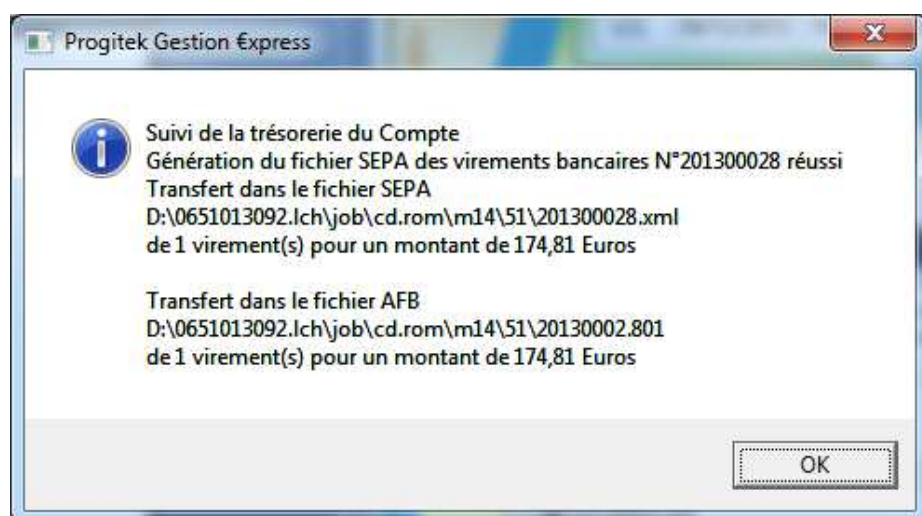 Progitek Gestion €xpress
Suivi de la trésorerie du Compte
Génération du fichier SEPA des virements bancaires N°201300028 réussi
Transfert dans le fichier SEPA
D:\0651013092.lch\job\cd.rom\m14\51\201300028.xml
de 1 virement(s) pour un montant de 174,81 Euros
Transfert dans le fichier AFB
D:\0651013092.lch\job\cd.rom\m14\51\20130002.801
de 1 virement(s) pour un montant de 174,81 Euros
OK